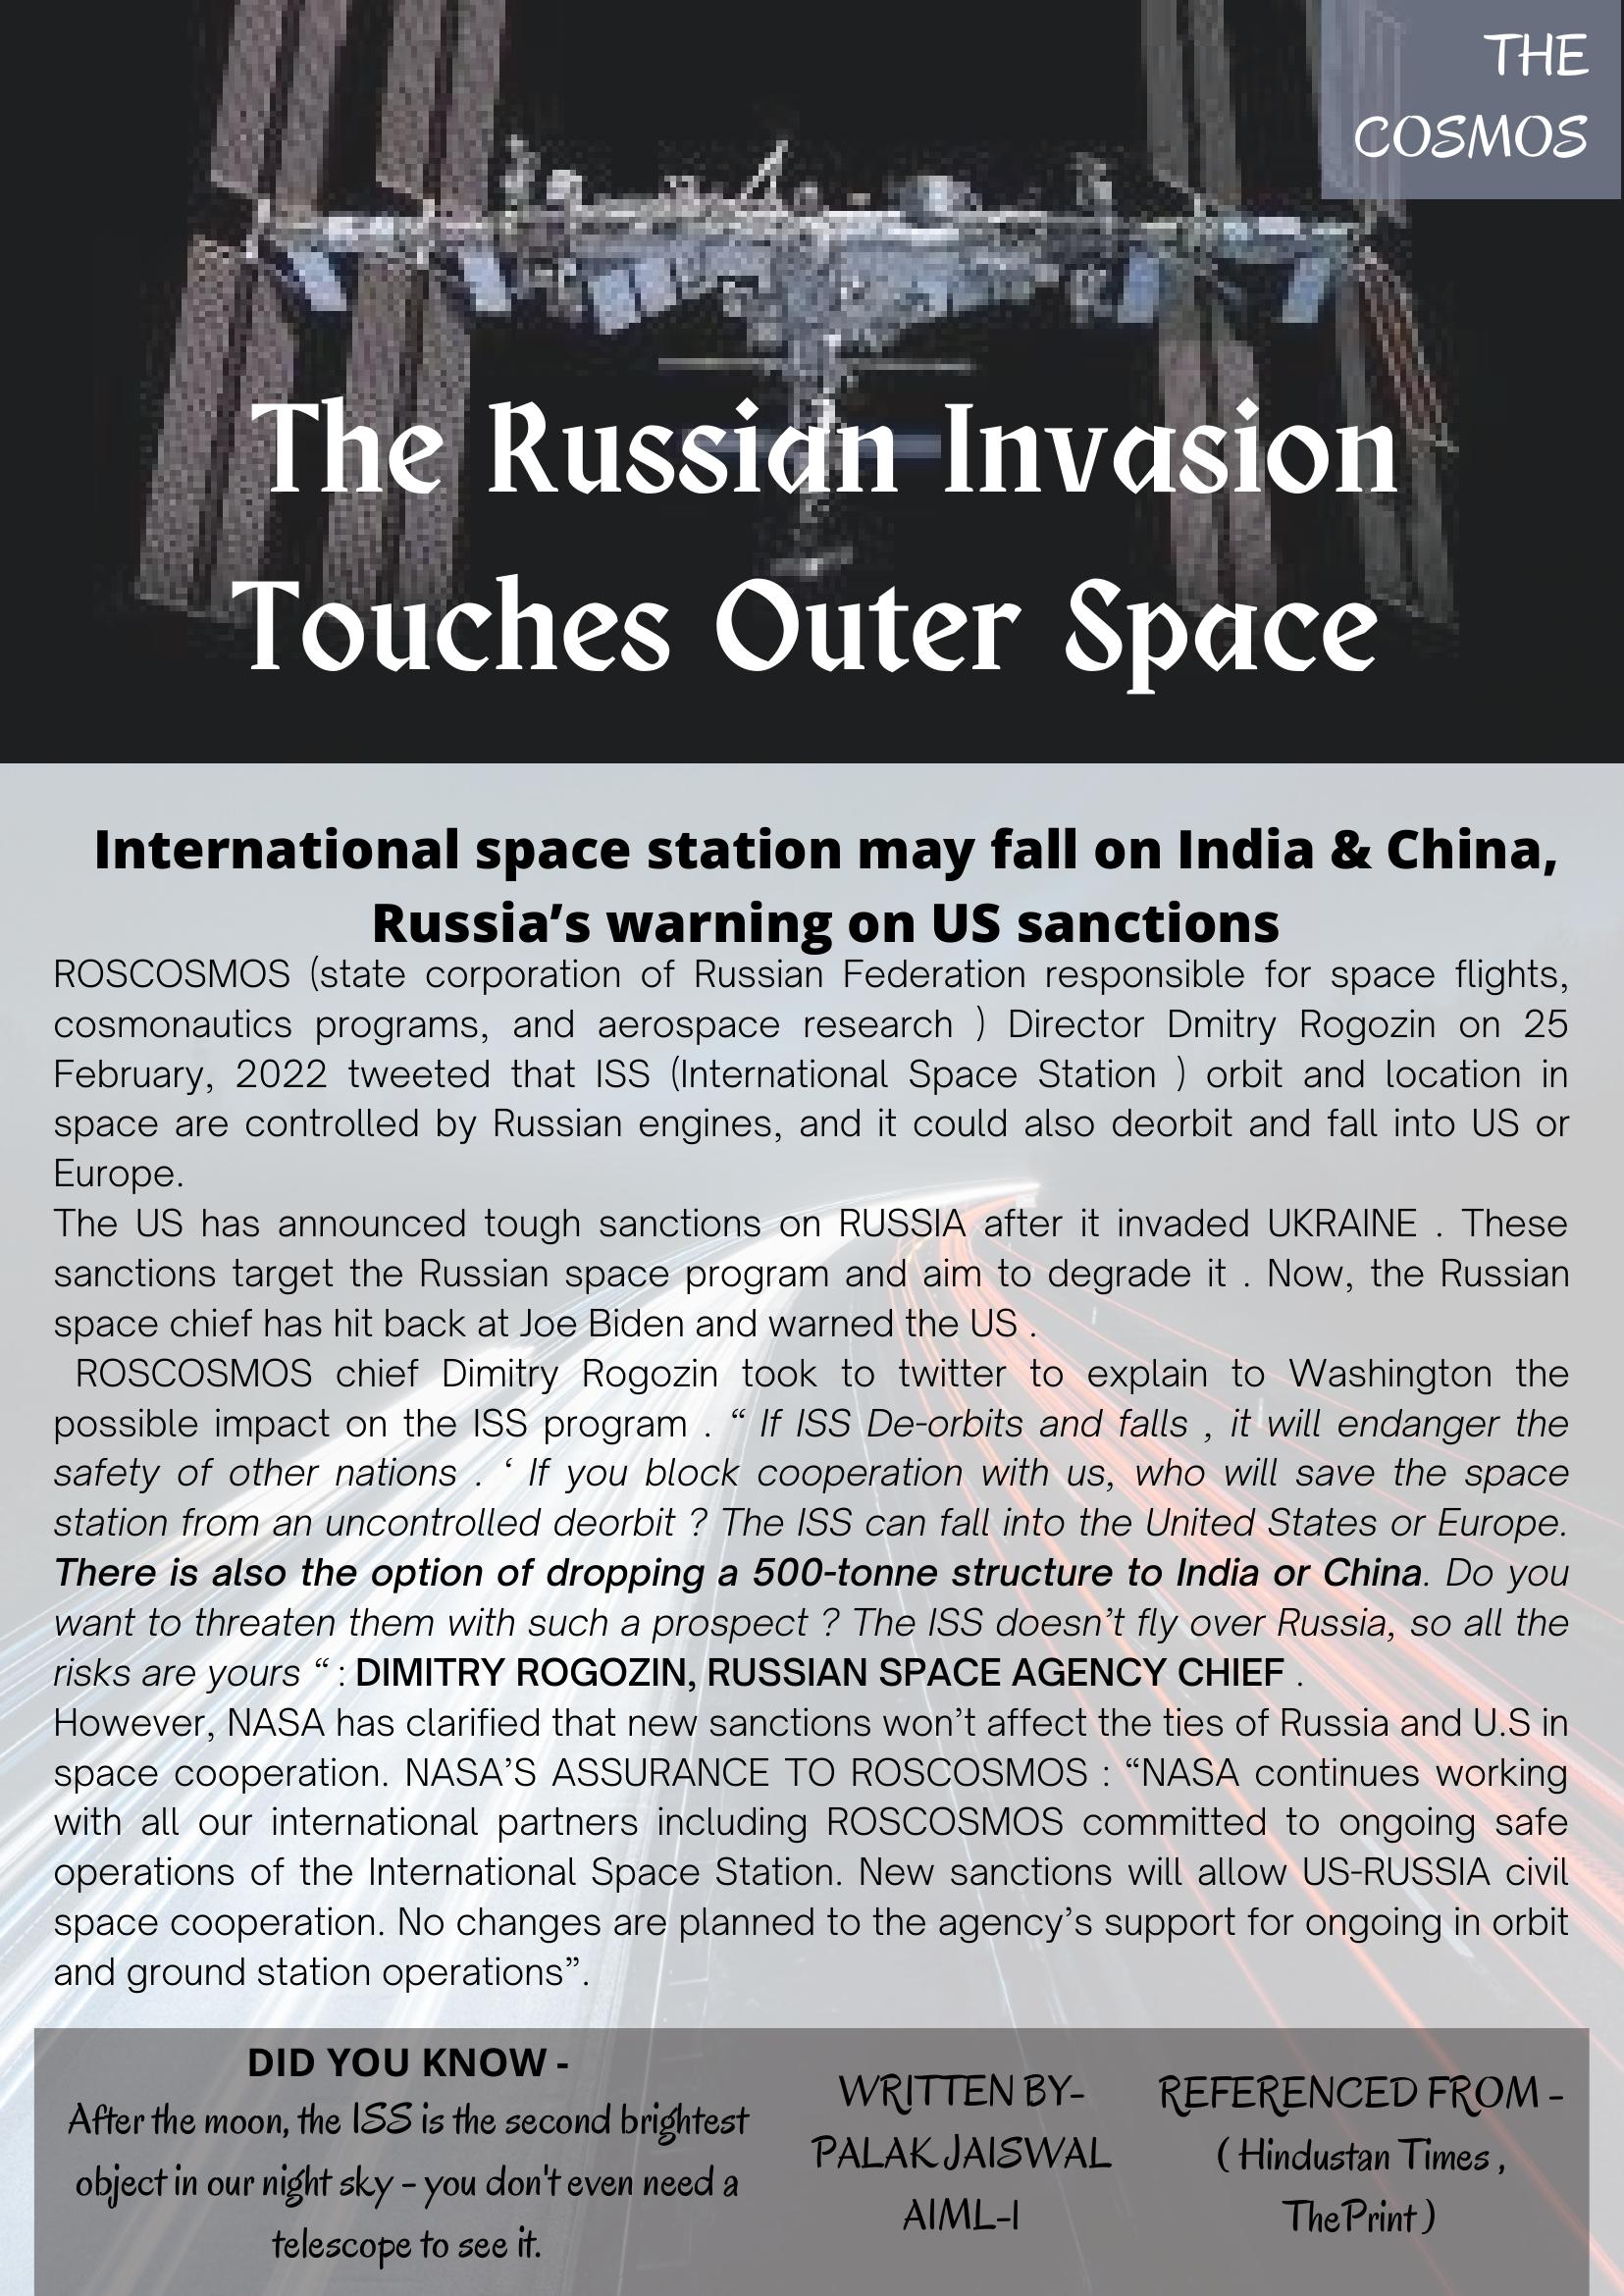 THE
COSMOS
The Russian Invasion
Touches Outer Space
International space station may fall on India & China,
Russia’s warning on US sanctions
ROSCOSMOS (state corporation of Russian Federation responsible for space flights,
cosmonautics programs, and aerospace research ) Director Dmitry Rogozin on 25
February, 2022 tweeted that ISS (International Space Station ) orbit and location in
space are controlled by Russian engines, and it could also deorbit and fall into US or
Europe.
The US has announced tough sanctions on RUSSIA after it invaded UKRAINE . These
sanctions target the Russian space program and aim to degrade it . Now, the Russian
space chief has hit back at Joe Biden and warned the US .
ROSCOSMOS chief Dimitry Rogozin took to twitter to explain to Washington the
possible impact on the ISS program . “ If ISS De-orbits and falls , it will endanger the
safety of other nations . ‘ If you block cooperation with us, who will save the space
station from an uncontrolled deorbit ? The ISS can fall into the United States or Europe.
There is also the option of dropping a 500-tonne structure to India or China. Do you
want to threaten them with such a prospect ? The ISS doesn’t fly over Russia, so all the
risks are yours “ : DIMITRY ROGOZIN, RUSSIAN SPACE AGENCY CHIEF .
However, NASA has clarified that new sanctions won’t affect the ties of Russia and U.S in
space cooperation. NASA’S ASSURANCE TO ROSCOSMOS : “NASA continues working
with all our international partners including ROSCOSMOS committed to ongoing safe
operations of the International Space Station. New sanctions will allow US-RUSSIA civil
space cooperation. No changes are planned to the agency’s support for ongoing in orbit
and ground station operations”.
DID YOU KNOW -
After the moon, the ISS is the second brightest
object in our night sky - you don't even need a
telescope to see it.
WRITTEN BY-
PALAK JAISWAL
AIML-1
REFERENCED FROM -
( Hindustan Times ,
ThePrint )